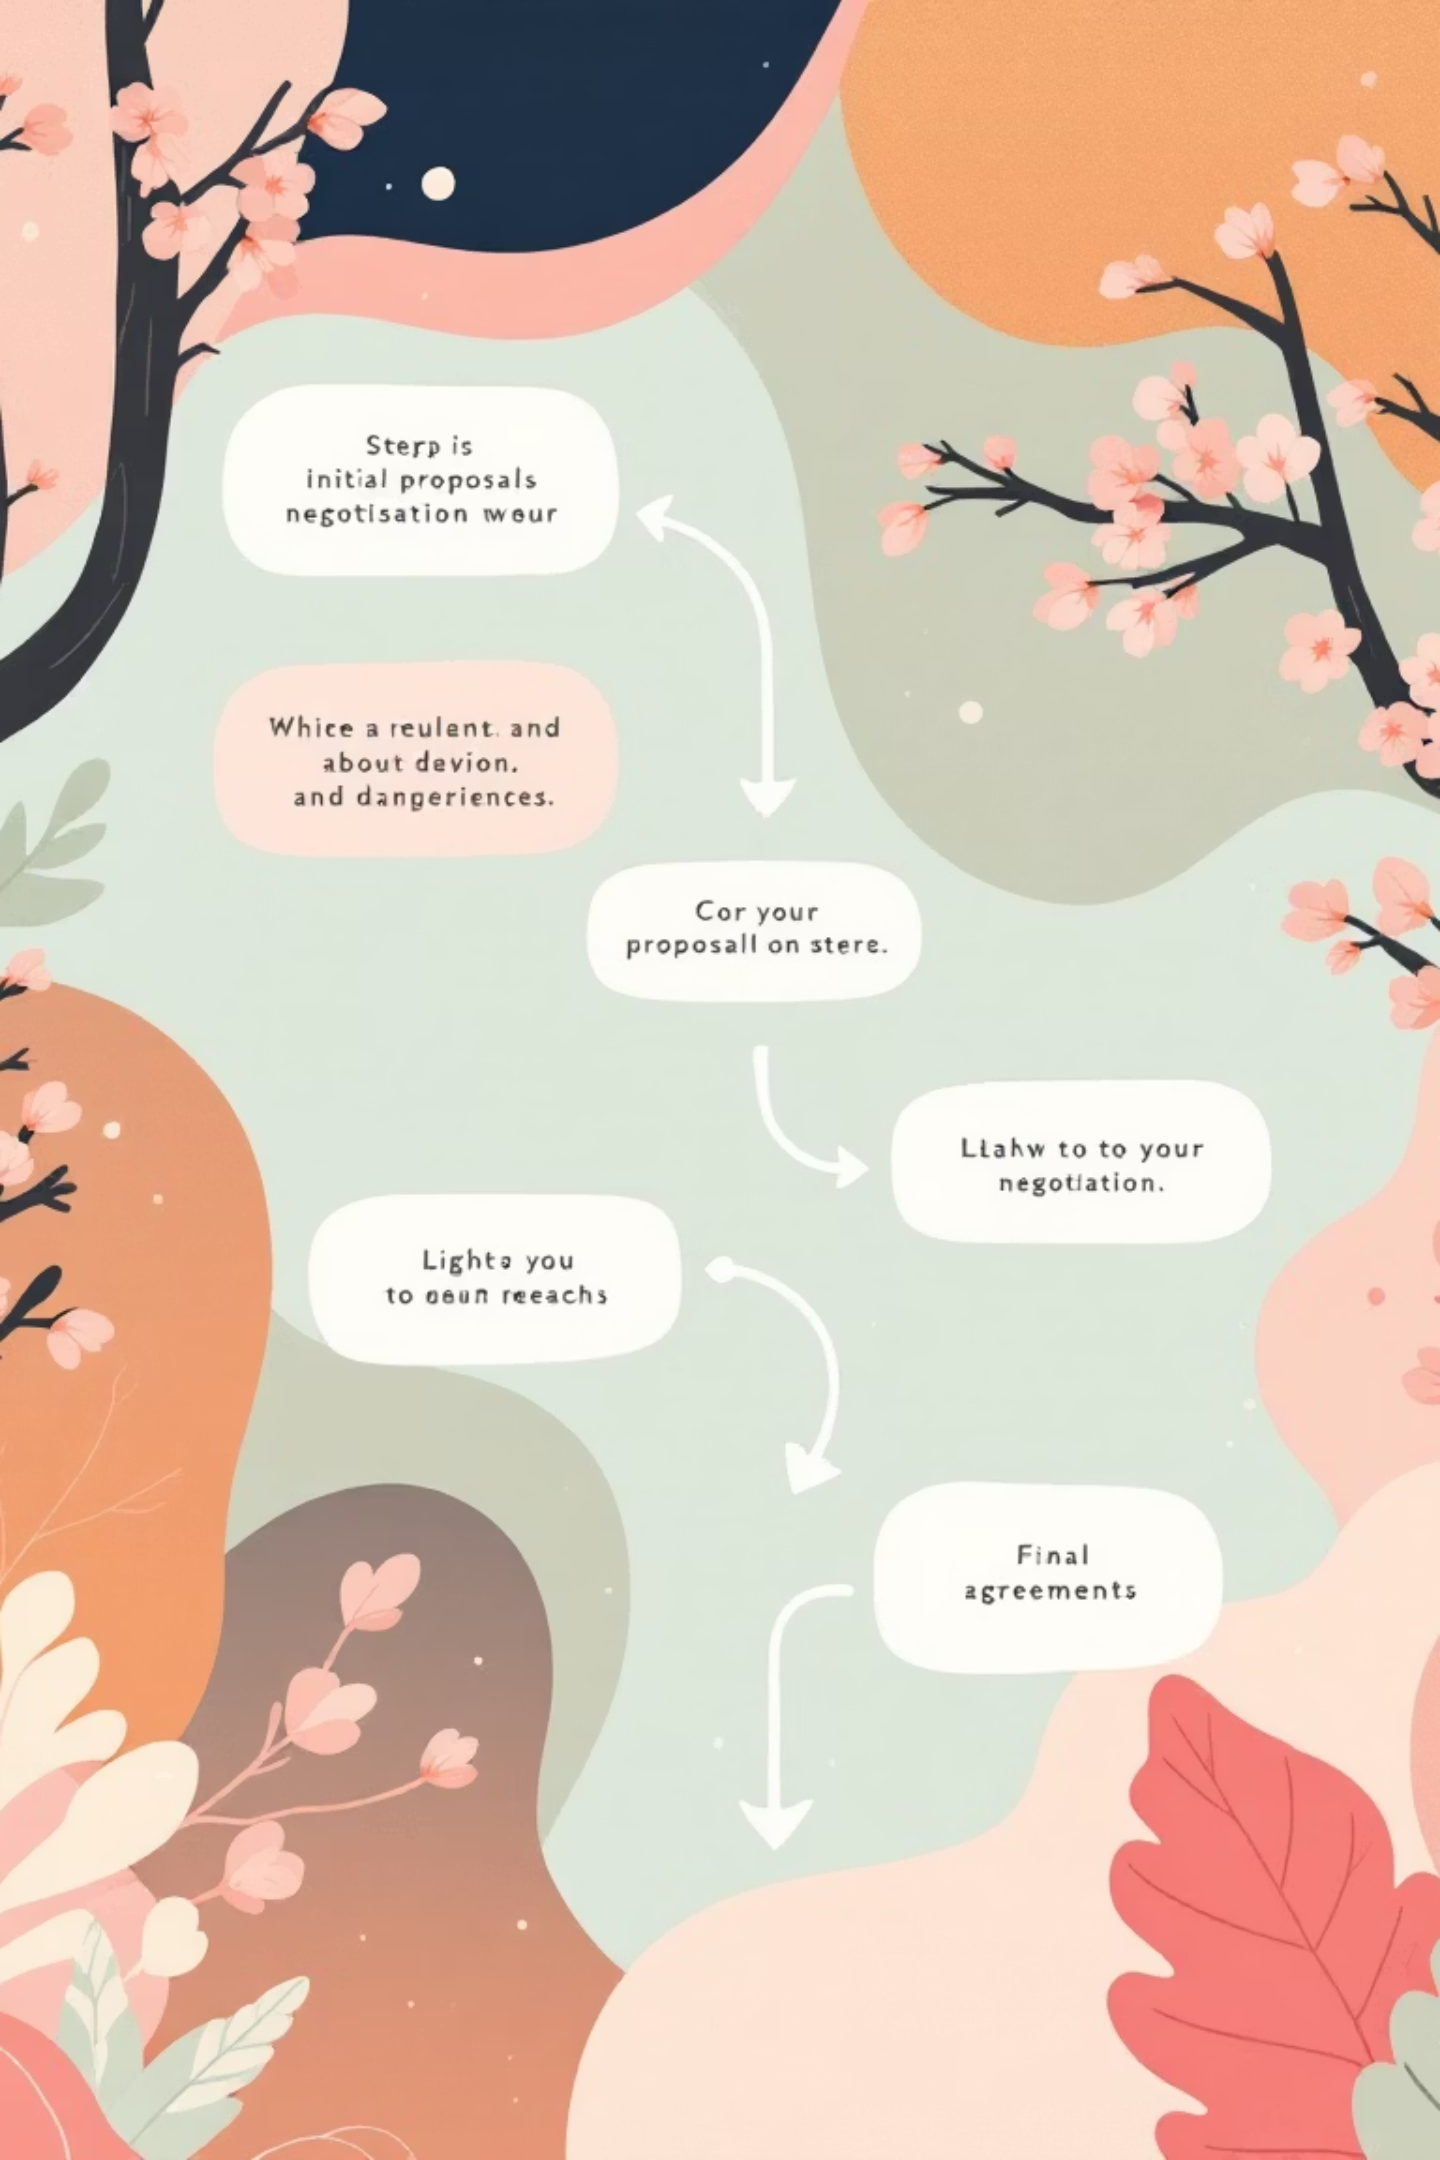 Sterp is
initial proposals
negotisation weur
Whice a reulent. and
about devion.
and dangeriences.
Cor your
proposall on stere.
Llahw to to your
negotiation.
Lights you
to reeachs
Final
agreements